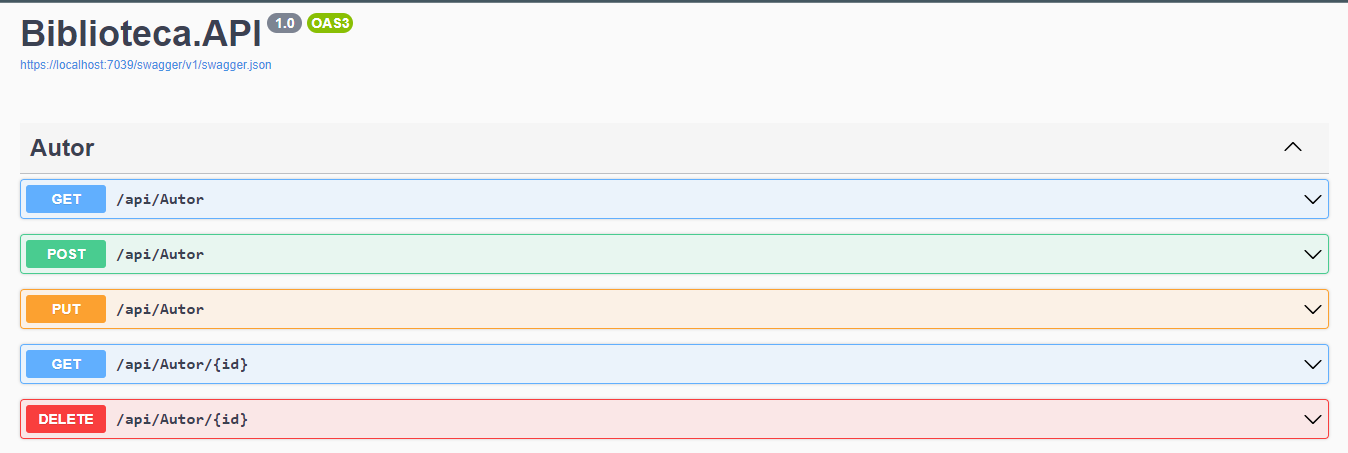 Biblioteca.API 1.0 OAS3
https://localhost:7039/swagger/v1/swagger.json
Autor
GET /api/Autor
POST /api/Autor
PUT /api/Autor
GET /api/Autor/{id}
DELETE /api/Autor/{id}